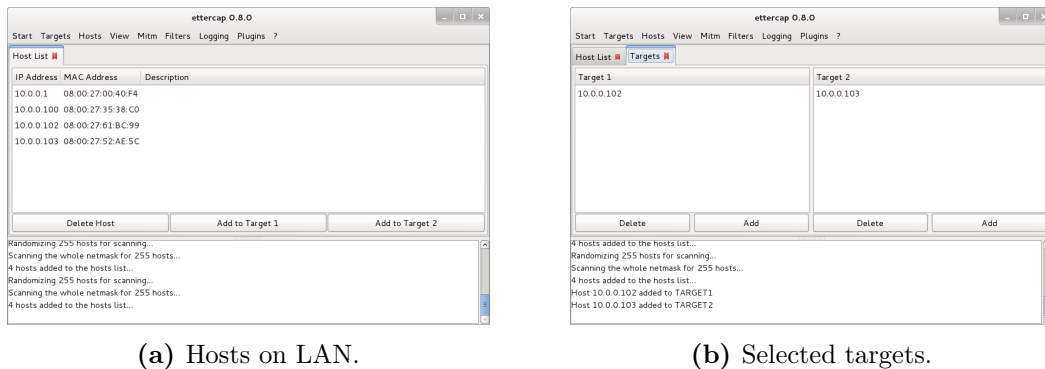 ettercap 0.8.0
Start Targets Hosts View Mitm Filters Logging Plugins ?
Host List
IP Address MAC Address Description
10.0.0.1 08:00:27:00:40:F4
10.0.0.100 08:00:27:35:38:C0
10.0.0.102 08:00:27:61:BC:99
10.0.0.103 08:00:27:52:AE:5C
Delete Host Add to Target 1 Add to Target 2
Randomizing 255 hosts for scanning...
Scanning the whole netmask for 255 hosts...
4 hosts added to the hosts list...
Randomizing 255 hosts for scanning...
Scanning the whole netmask for 255 hosts...
4 hosts added to the hosts list...
(a) Hosts on LAN.
ettercap 0.8.0
Start Targets Hosts View Mitm Filters Logging Plugins ?
Host List Targets
Target 1 Target 2
10.0.0.102 10.0.0.103
Delete Add Delete Add
4 hosts added to the hosts list...
Randomizing 255 hosts for scanning...
Scanning the whole netmask for 255 hosts...
4 hosts added to the hosts list...
Host 10.0.0.102 added to TARGET1
Host 10.0.0.103 added to TARGET2
(b) Selected targets.